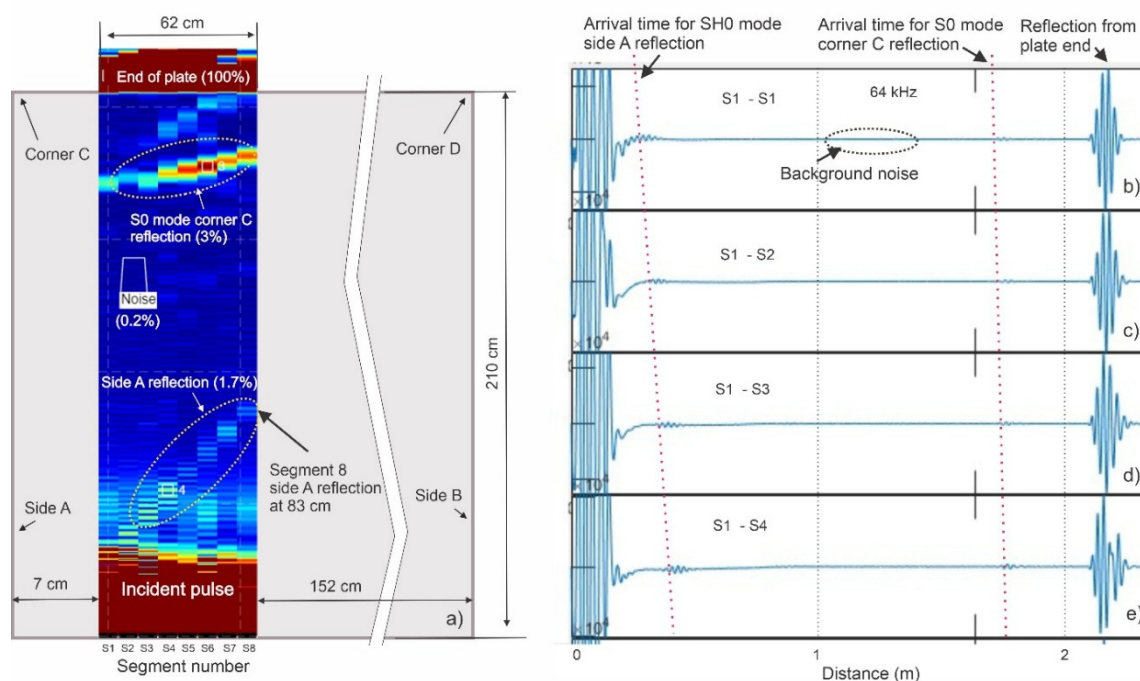 62 cm
End of plate (100%)
Corner C
Corner D
S0 mode corner C
reflection (3%)
Noise
(0.2%)
210 cm
Side A reflection (1.7%)
4
Segment 8
side A reflection
at 83 cm
Side A
Side B
7 cm
Incident pulse
152 cm
a)
S1 S2 S3 S4 S5 S6 S7 S8
Segment number
Arrival time for SH0 mode
side A reflection
Arrival time for S0 mode
corner C reflection
Reflection from
plate end
S1 - S1
64 kHz
Background noise
b)
S1 - S2
c)
S1 - S3
d)
S1 - S4
e)
0 1 2
Distance (m)